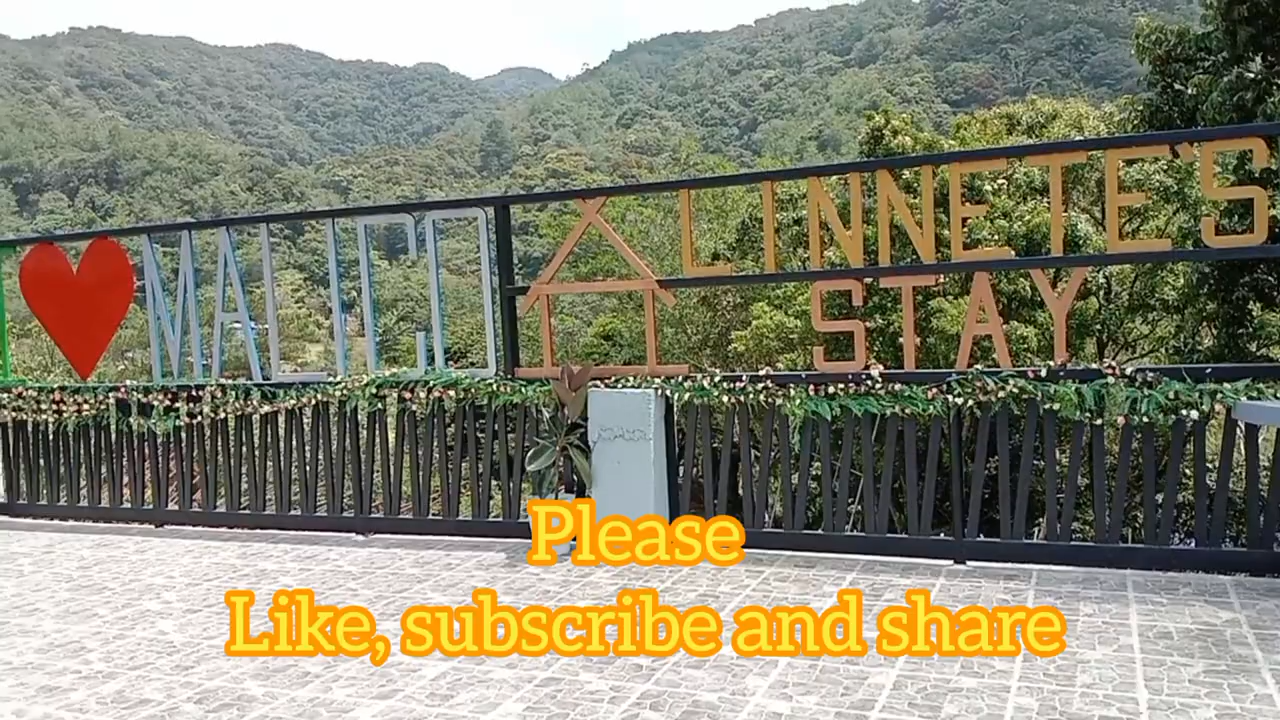 I ❤ MALICO
LINNETE'S
STAY
Please
Like, subscribe and share